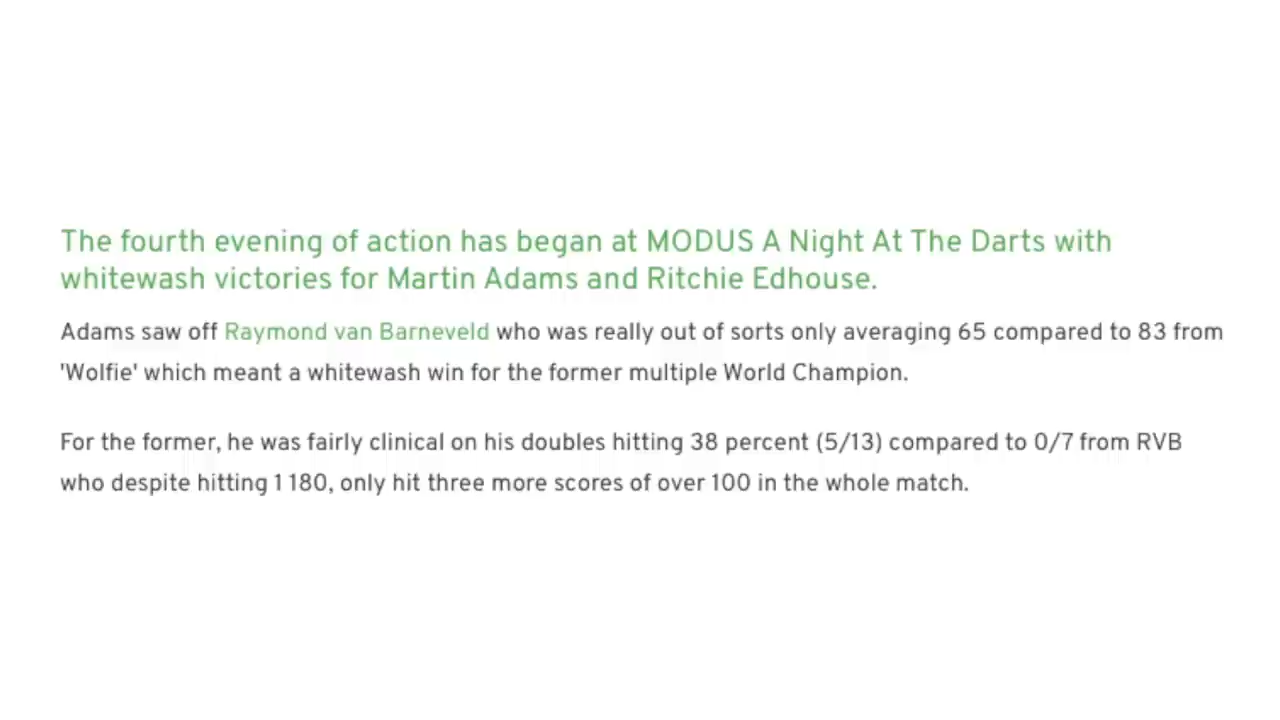 The fourth evening of action has began at MODUS A Night At The Darts with
whitewash victories for Martin Adams and Ritchie Edhouse.
Adams saw off Raymond van Barneveld who was really out of sorts only averaging 65 compared to 83 from
'Wolfie' which meant a whitewash win for the former multiple World Champion.
For the former, he was fairly clinical on his doubles hitting 38 percent (5/13) compared to 0/7 from RVB
who despite hitting 1 180, only hit three more scores of over 100 in the whole match.